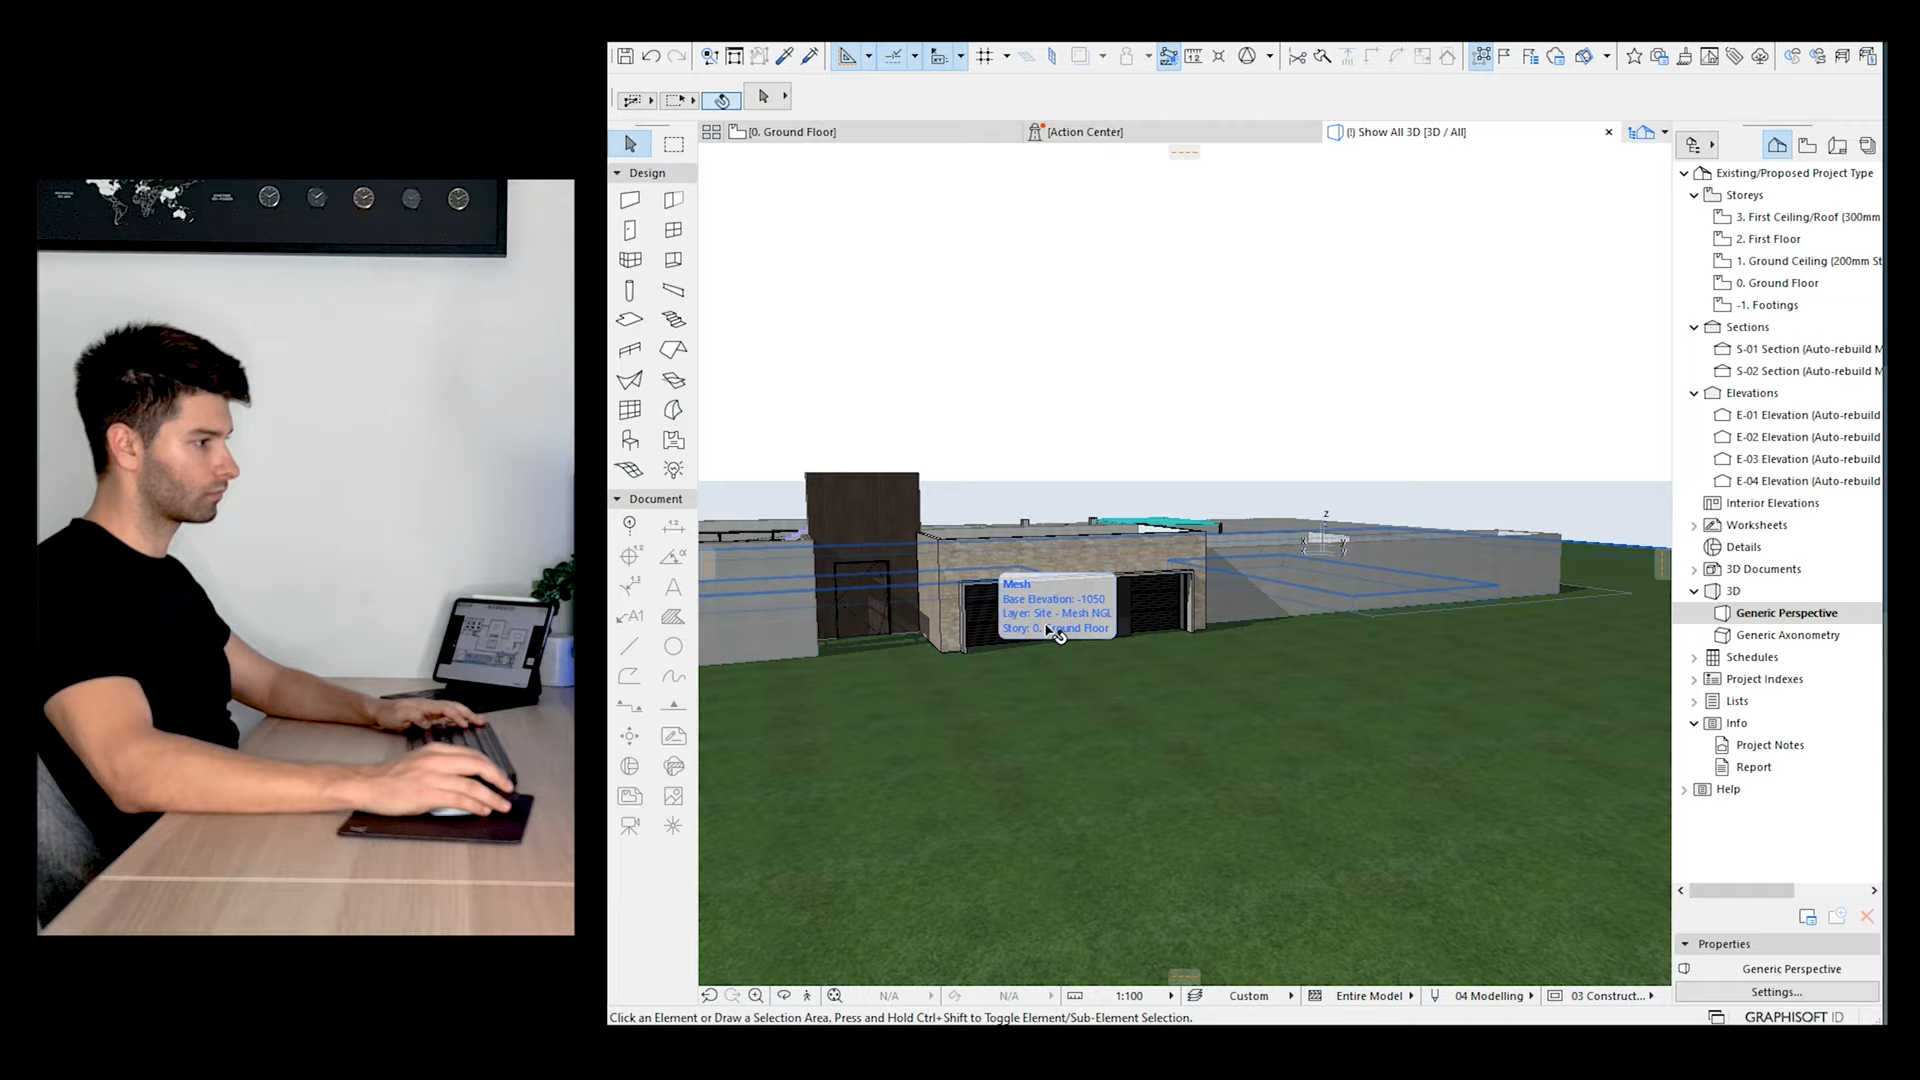 [0. Ground Floor]
[Action Center]
(!) Show All 3D [3D / All]
Design
Document
1.2
A
A1
Mesh
Base Elevation: -1050
Layer: Site - Mesh NGL
Story: 0. Ground Floor
z
Existing/Proposed Project Type
Storeys
3. First Ceiling/Roof (300mm
2. First Floor
1. Ground Ceiling (200mm St
0. Ground Floor
-1. Footings
Sections
S-01 Section (Auto-rebuild M
S-02 Section (Auto-rebuild M
Elevations
E-01 Elevation (Auto-rebuild
E-02 Elevation (Auto-rebuild
E-03 Elevation (Auto-rebuild
E-04 Elevation (Auto-rebuild
Interior Elevations
Worksheets
Details
3D Documents
3D
Generic Perspective
Generic Axonometry
Schedules
Project Indexes
Lists
Info
Project Notes
Report
Help
Properties
Generic Perspective
Settings...
N/A
N/A
1:100
Custom
Entire Model
04 Modelling
03 Construct...
Click an Element or Draw a Selection Area. Press and Hold Ctrl+Shift to Toggle Element/Sub-Element Selection.
GRAPHISOFT ID